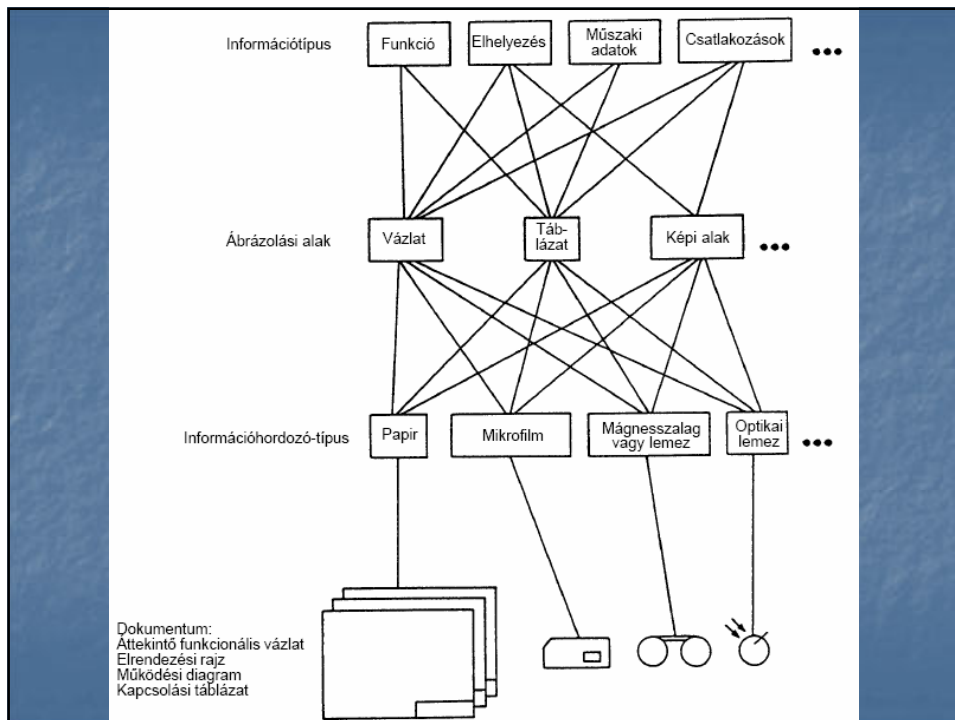 Információtípus
Funkció
Elhelyezés
Műszaki
adatok
Csatlakozások
Ábrázolási alak
Vázlat
Táb-
lázat
Képi alak
Információhordozó-típus
Papir
Mikrofilm
Mágnesszalag
vagy lemez
Optikai
lemez
Dokumentum:
Áttekintő funkcionális vázlat
Elrendezési rajz
Működési diagram
Kapcsolási táblázat